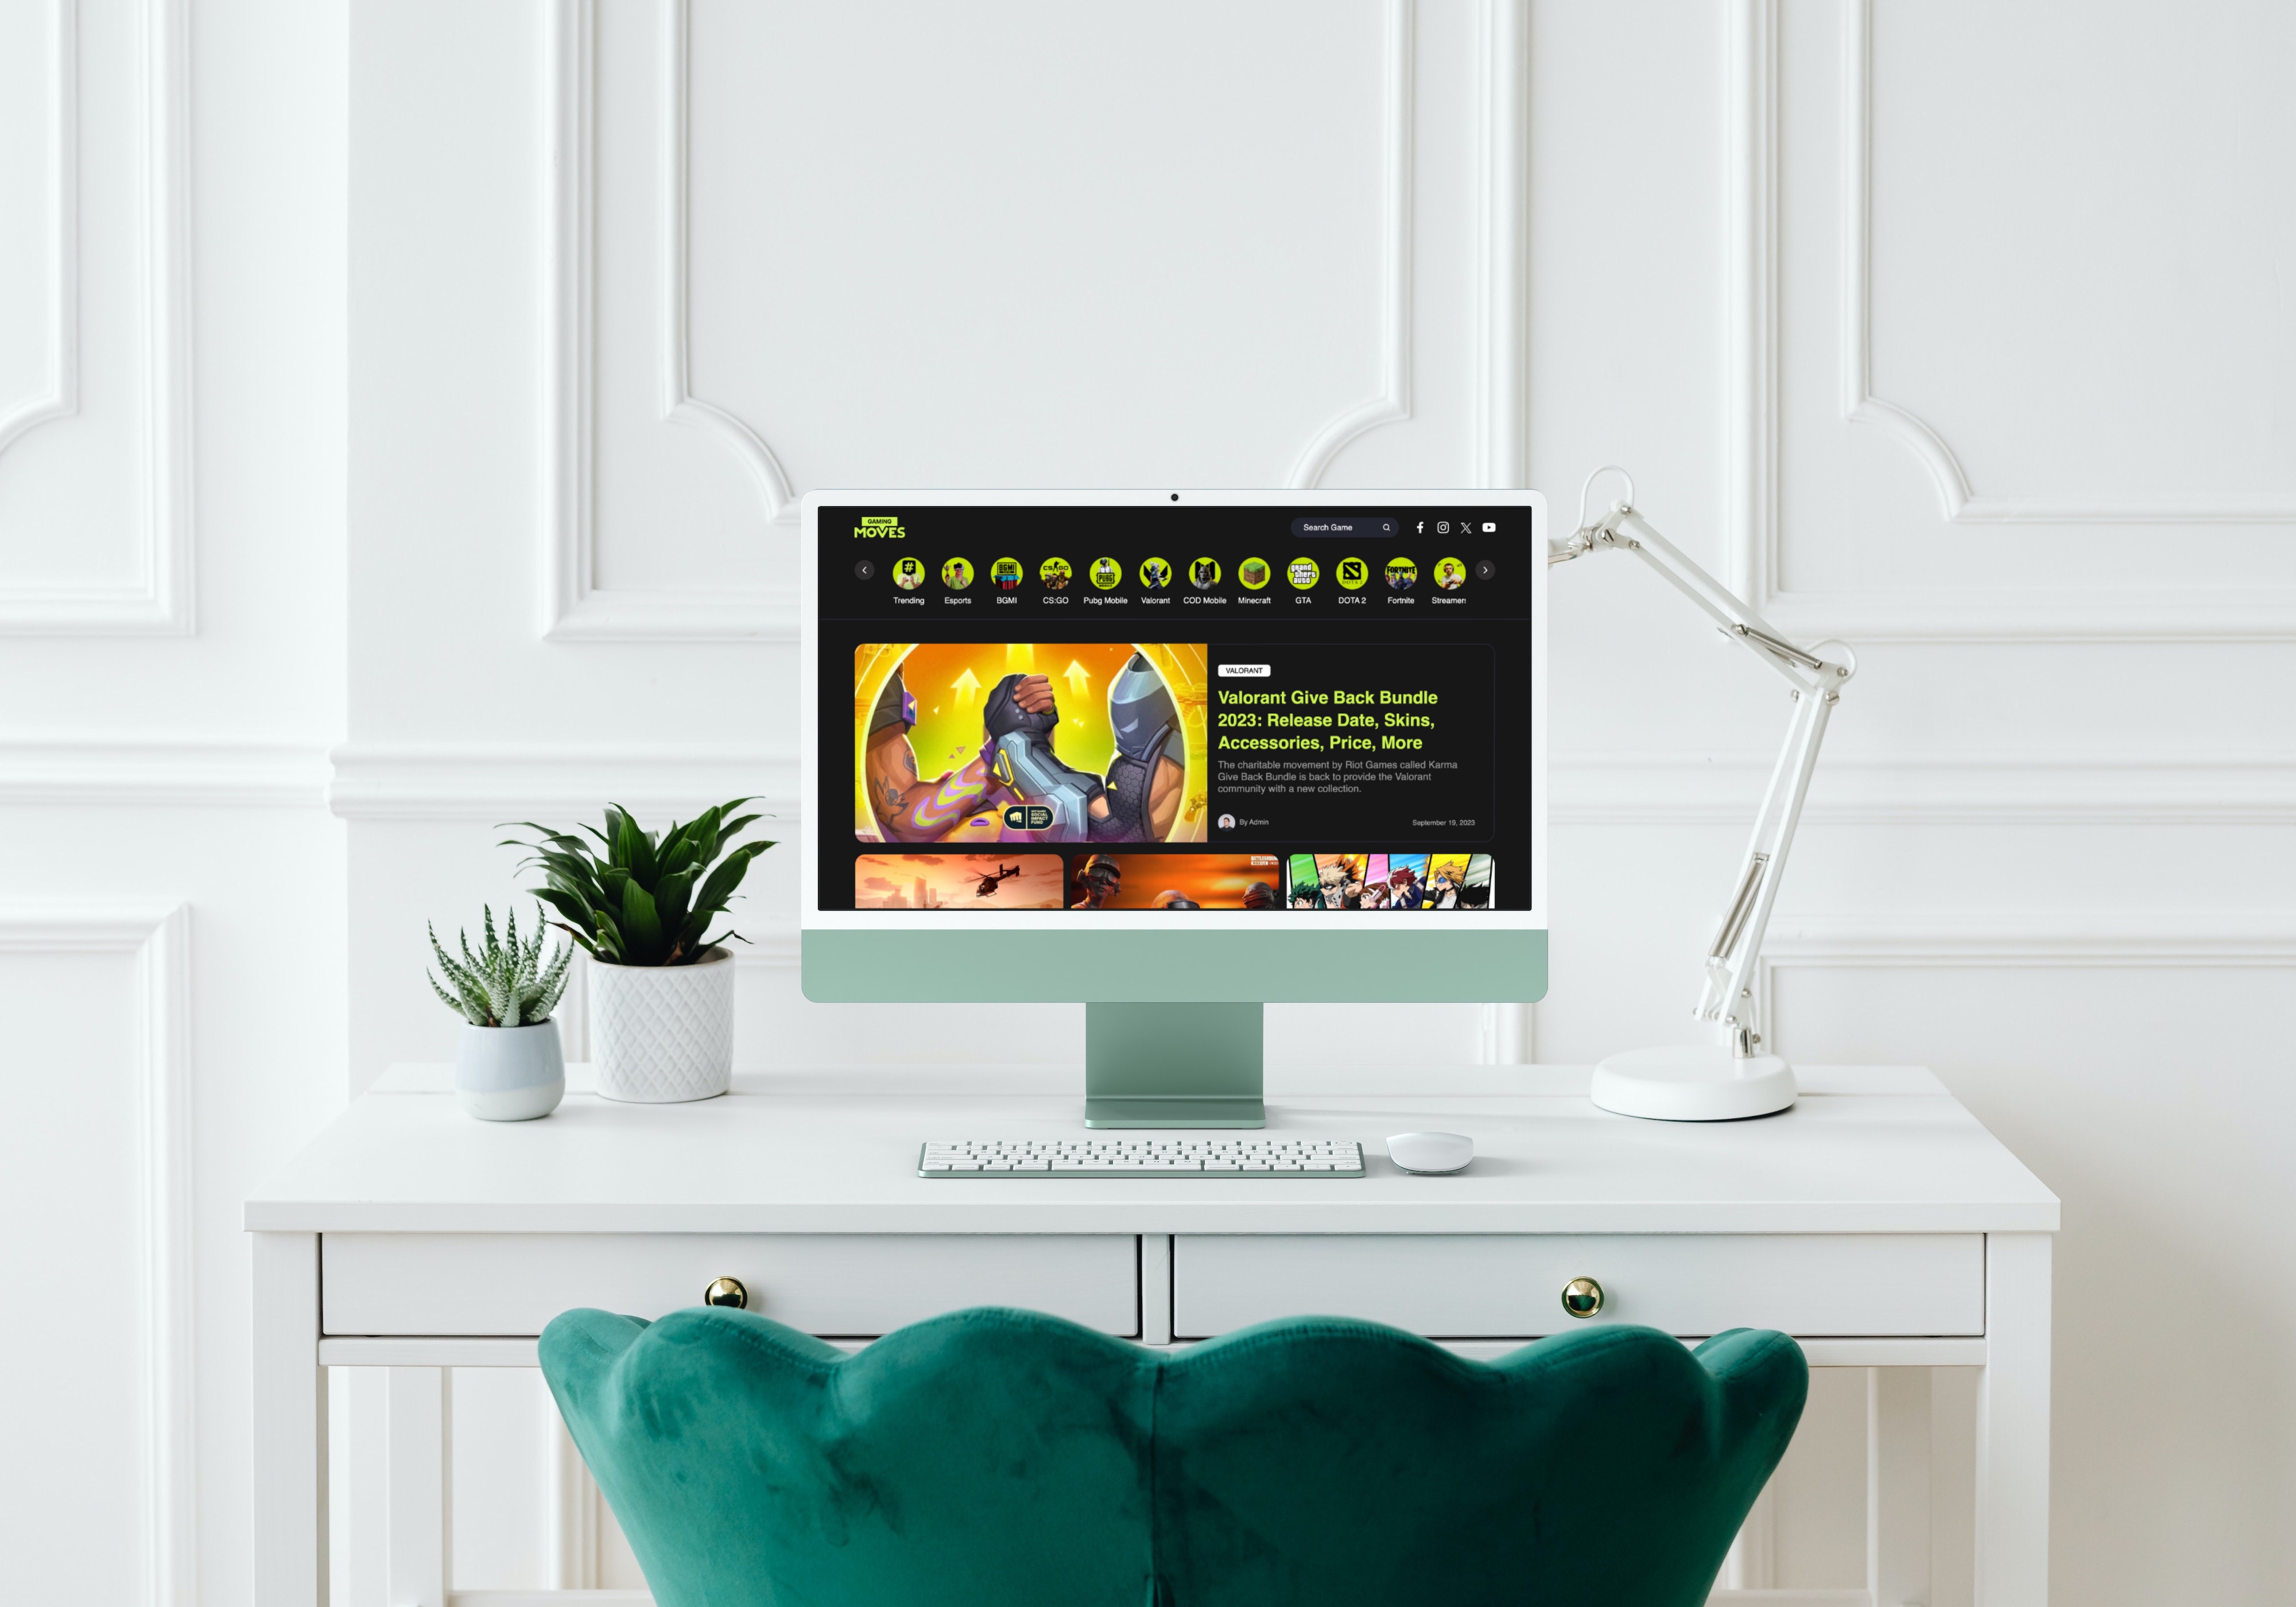 GAMING
MOVES
Search Game
Trending
Esports
BGMI
CS:GO
Pubg Mobile
Valorant
COD Mobile
Minecraft
GTA
DOTA 2
Fortnite
Streamers
VALORANT
Valorant Give Back Bundle
2023: Release Date, Skins,
Accessories, Price, More
The charitable movement by Riot Games called Karma
Give Back Bundle is back to provide the Valorant
community with a new collection.
By Admin
September 19, 2023